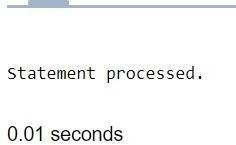 Statement processed.
0.01 seconds